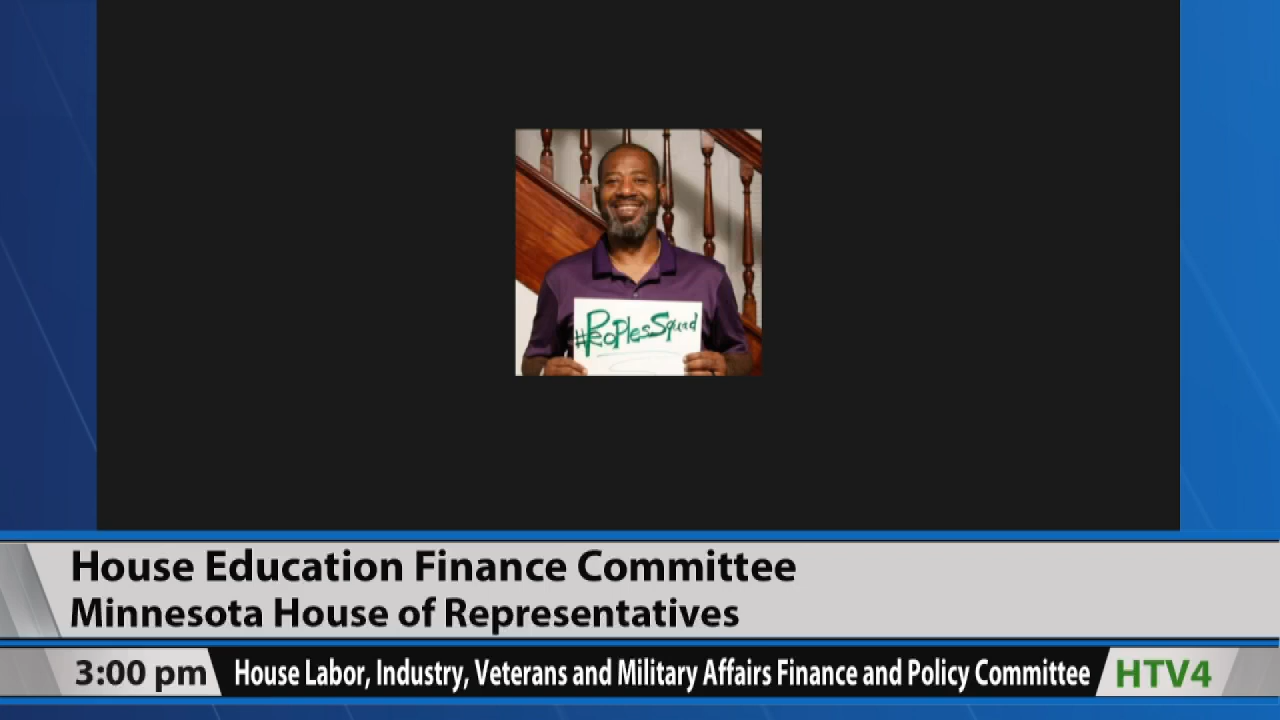 #PeoplesSquad
House Education Finance Committee
Minnesota House of Representatives
3:00 pm House Labor, Industry, Veterans and Military Affairs Finance and Policy Committee HTV4